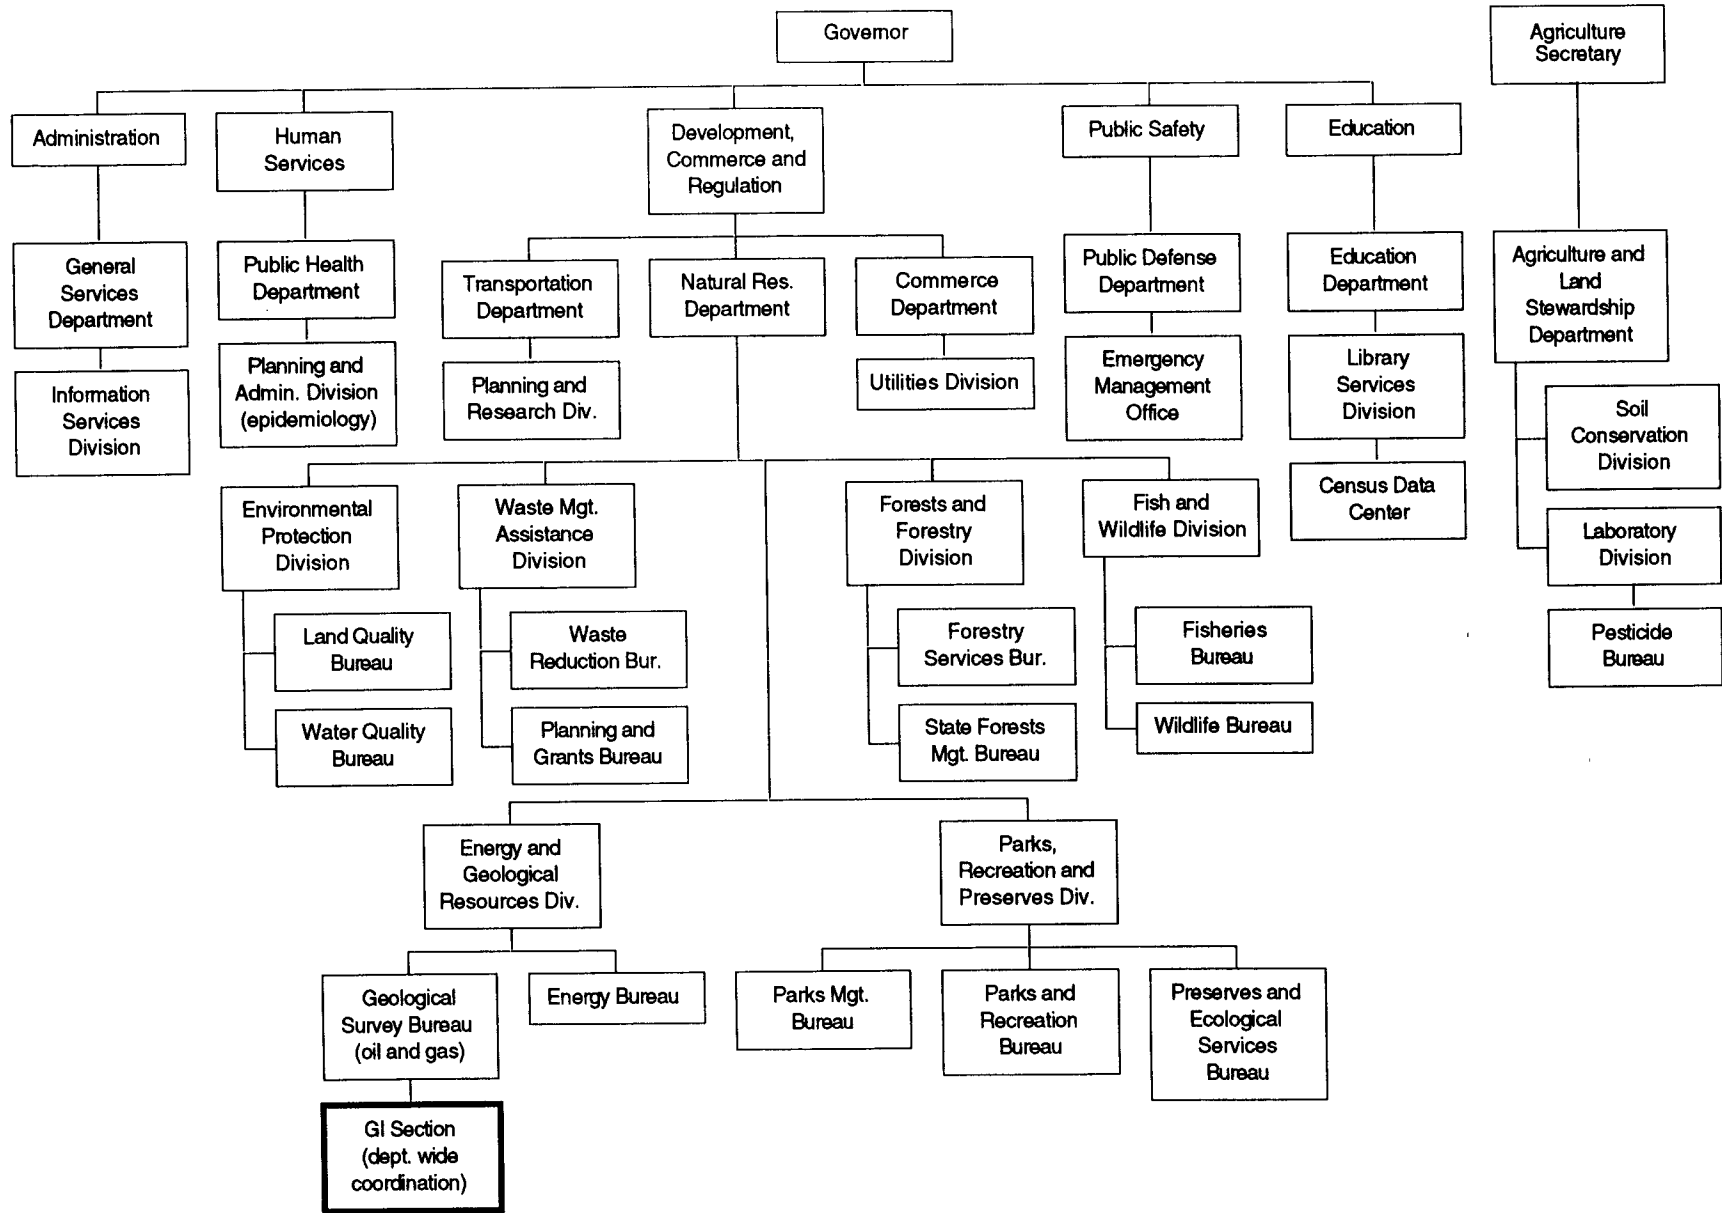 Governor
Agriculture
Secretary
Administration
Human
Services
Development,
Commerce and
Regulation
Public Safety
Education
General
Services
Department
Public Health
Department
Transportation
Department
Natural Res.
Department
Commerce
Department
Public Defense
Department
Education
Department
Agriculture and
Land
Stewardship
Department
Information
Services
Division
Planning and
Admin. Division
(epidemiology)
Planning and
Research Div.
Utilities Division
Emergency
Management
Office
Library
Services
Division
Soil
Conservation
Division
Environmental
Protection
Division
Waste Mgt.
Assistance
Division
Forests and
Forestry
Division
Fish and
Wildlife Division
Census Data
Center
Laboratory
Division
Land Quality
Bureau
Waste
Reduction Bur.
Forestry
Services Bur.
Fisheries
Bureau
Pesticide
Bureau
Water Quality
Bureau
Planning and
Grants Bureau
State Forests
Mgt. Bureau
Wildlife Bureau
Energy and
Geological
Resources Div.
Parks,
Recreation and
Preserves Div.
Geological
Survey Bureau
(oil and gas)
Energy Bureau
Parks Mgt.
Bureau
Parks and
Recreation
Bureau
Preserves and
Ecological
Services
Bureau
GI Section
(dept. wide
coordination)